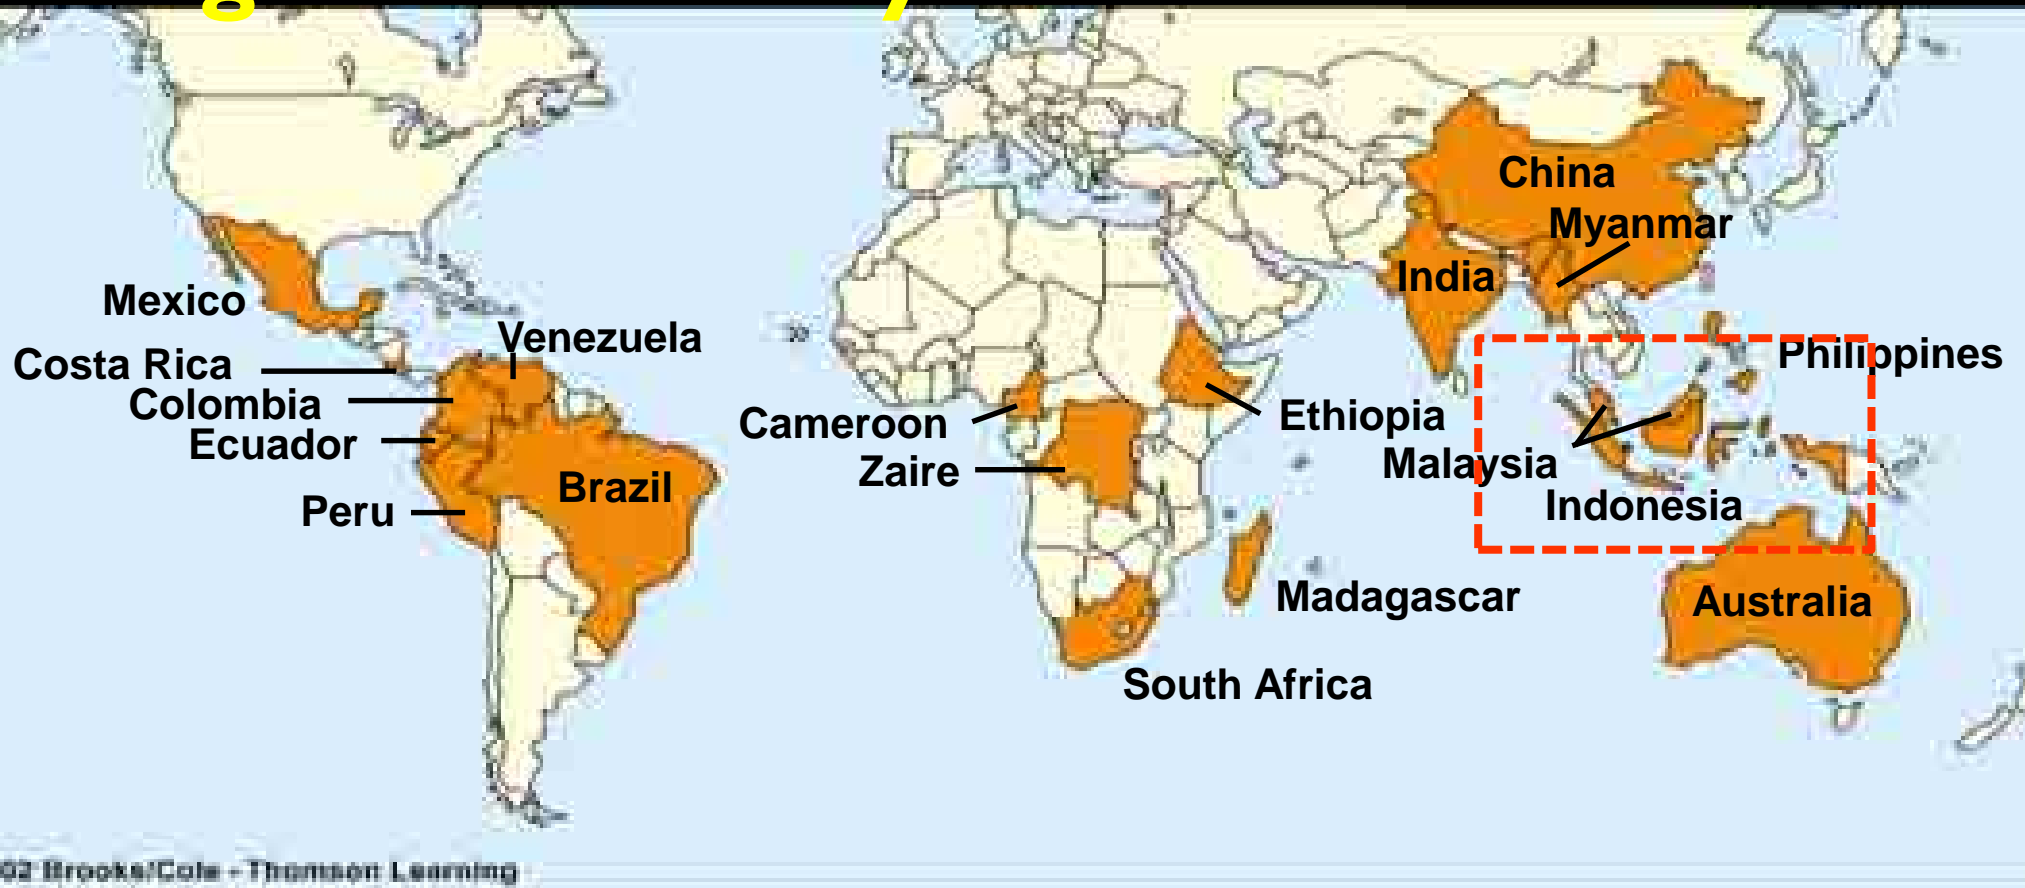 China
Myanmar
India
Mexico
Venezuela
Philippines
Costa Rica
Colombia
Cameroon
Ethiopia
Ecuador
Malaysia
Zaire
Brazil
Peru
Indonesia
Madagascar
Australia
South Africa
02 Brooks/Cole - Thomson Learning